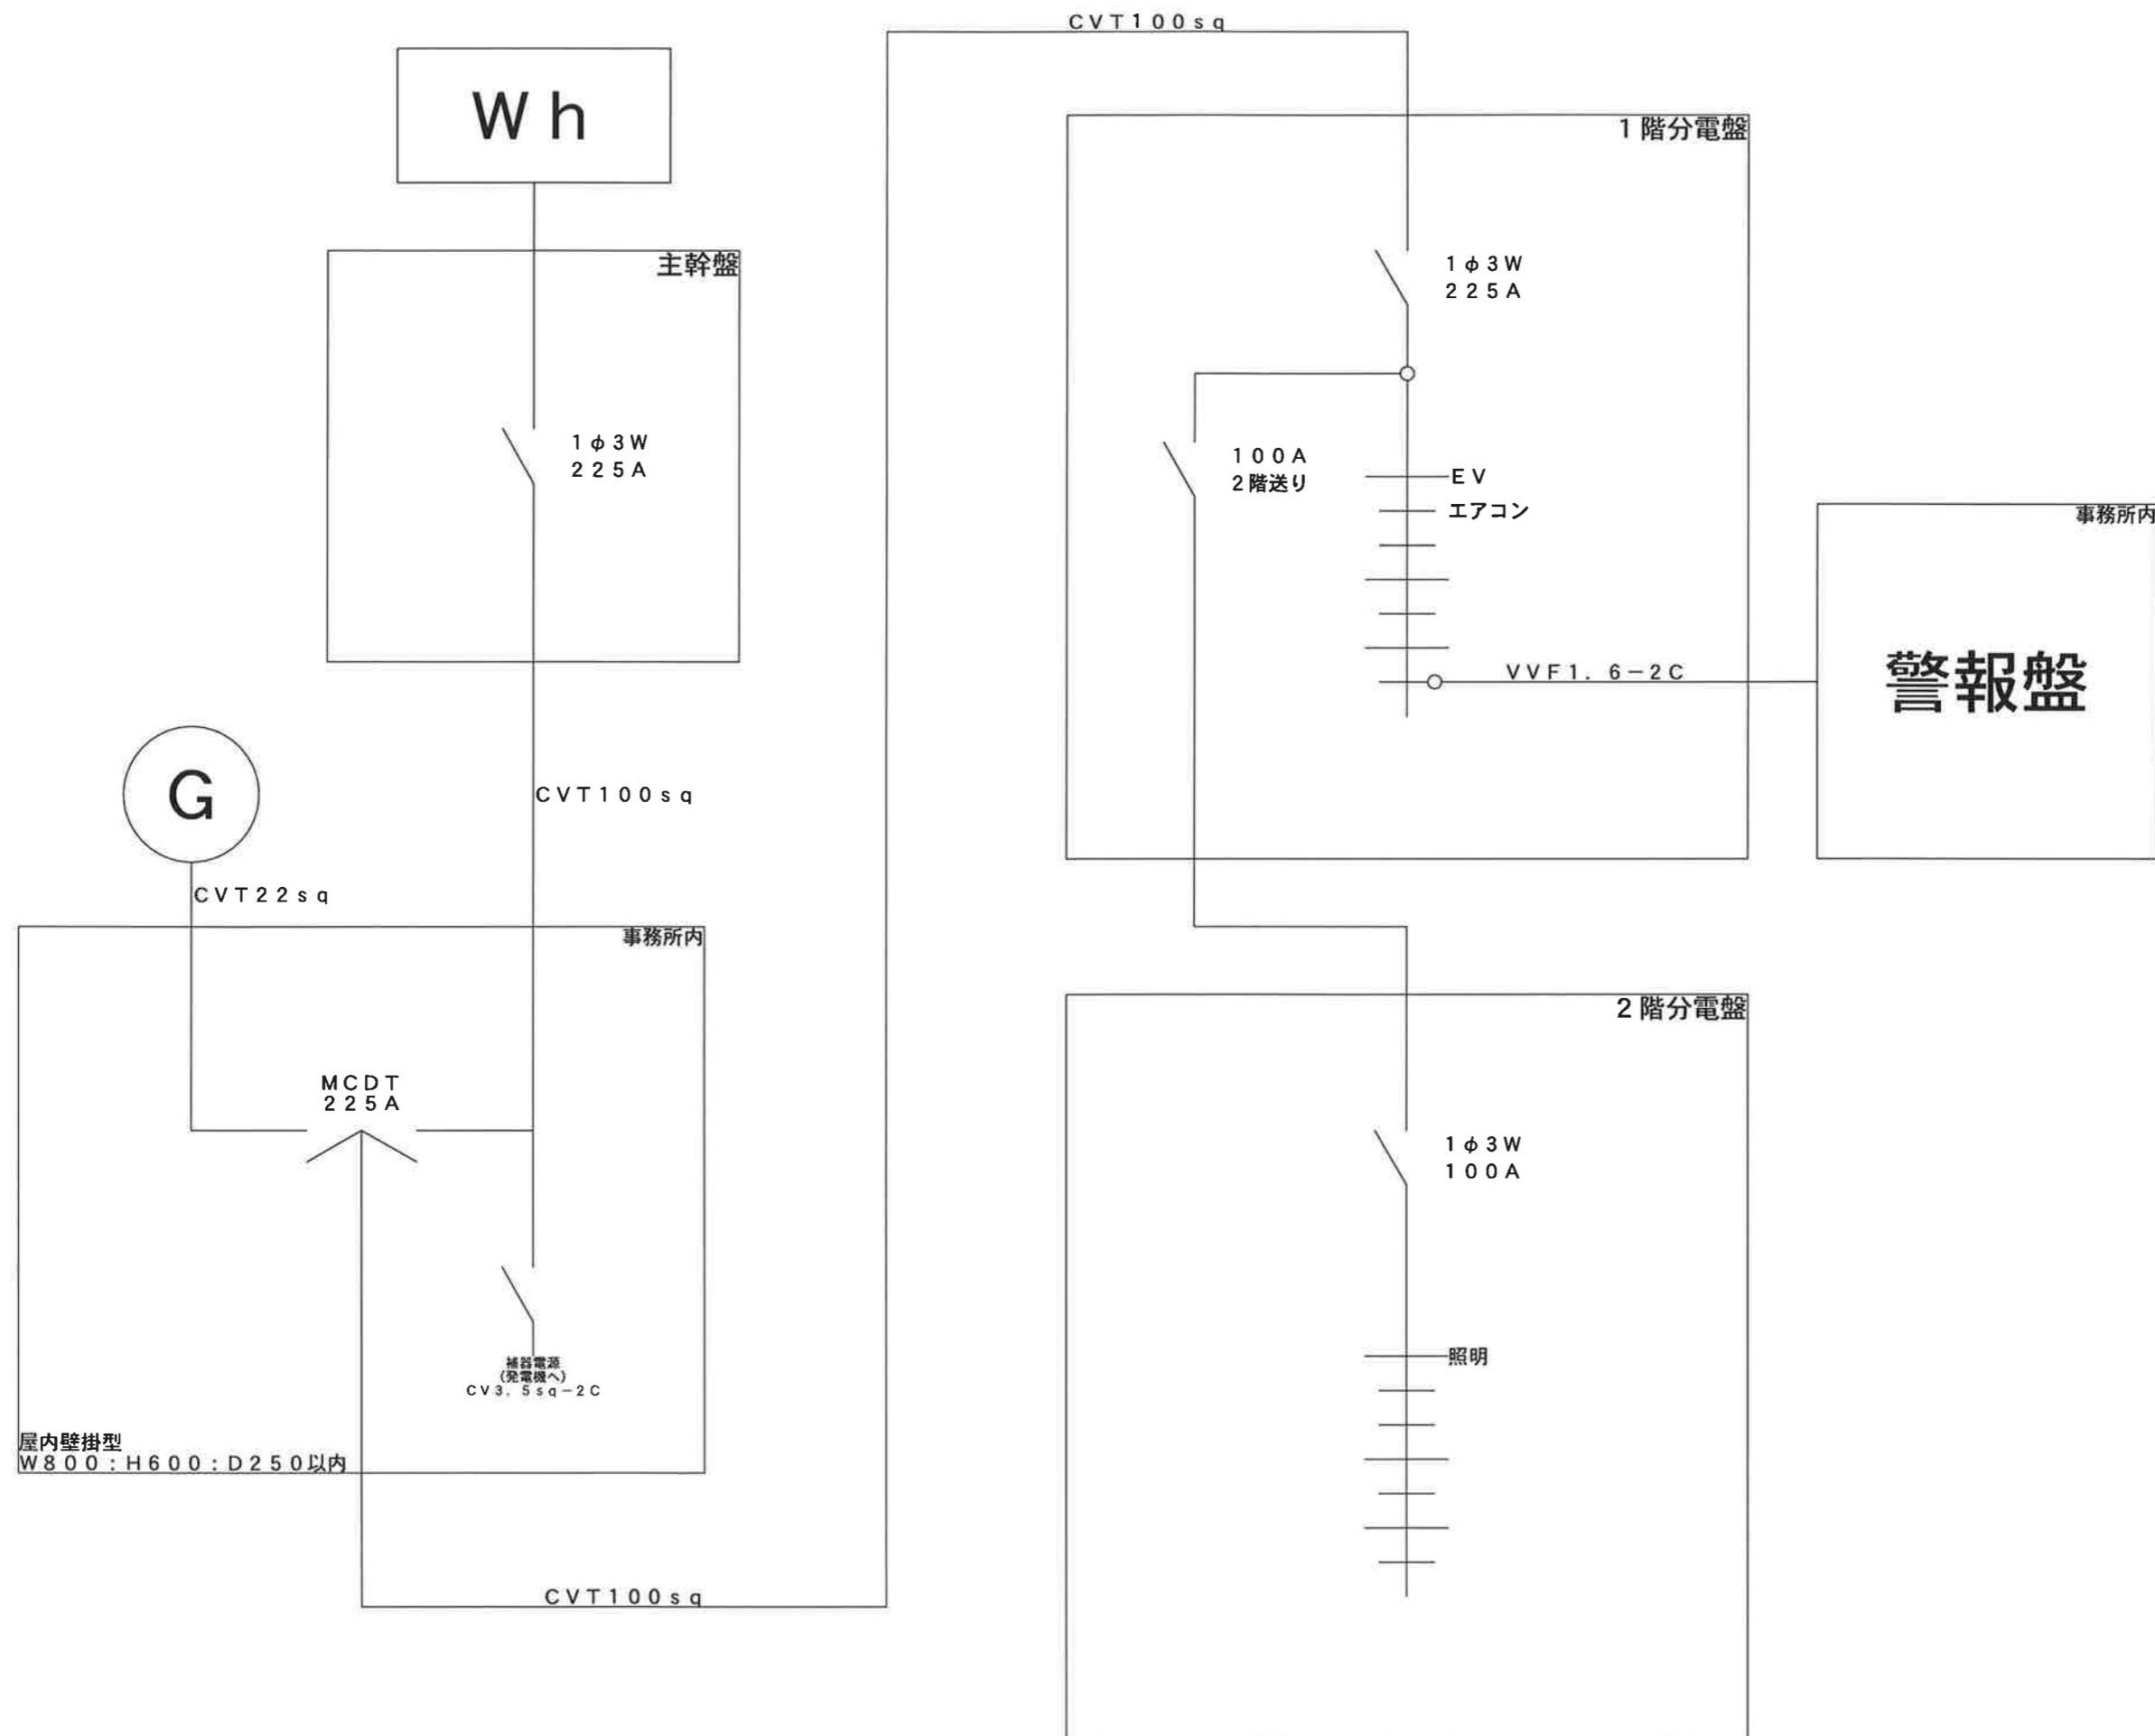 Wh
主幹盤
1φ3W
225A
CVT100sq
G
CVT22sq
事務所内
MCDT
225A
補器電源
(発電機へ)
CV3.5sq-2C
屋内壁掛型
W800:H600:D250以内
CVT100sq
CVT100sq
1階分電盤
1φ3W
225A
100A
2階送り
EV
エアコン
VVF1.6-2C
事務所内
警報盤
2階分電盤
1φ3W
100A
照明